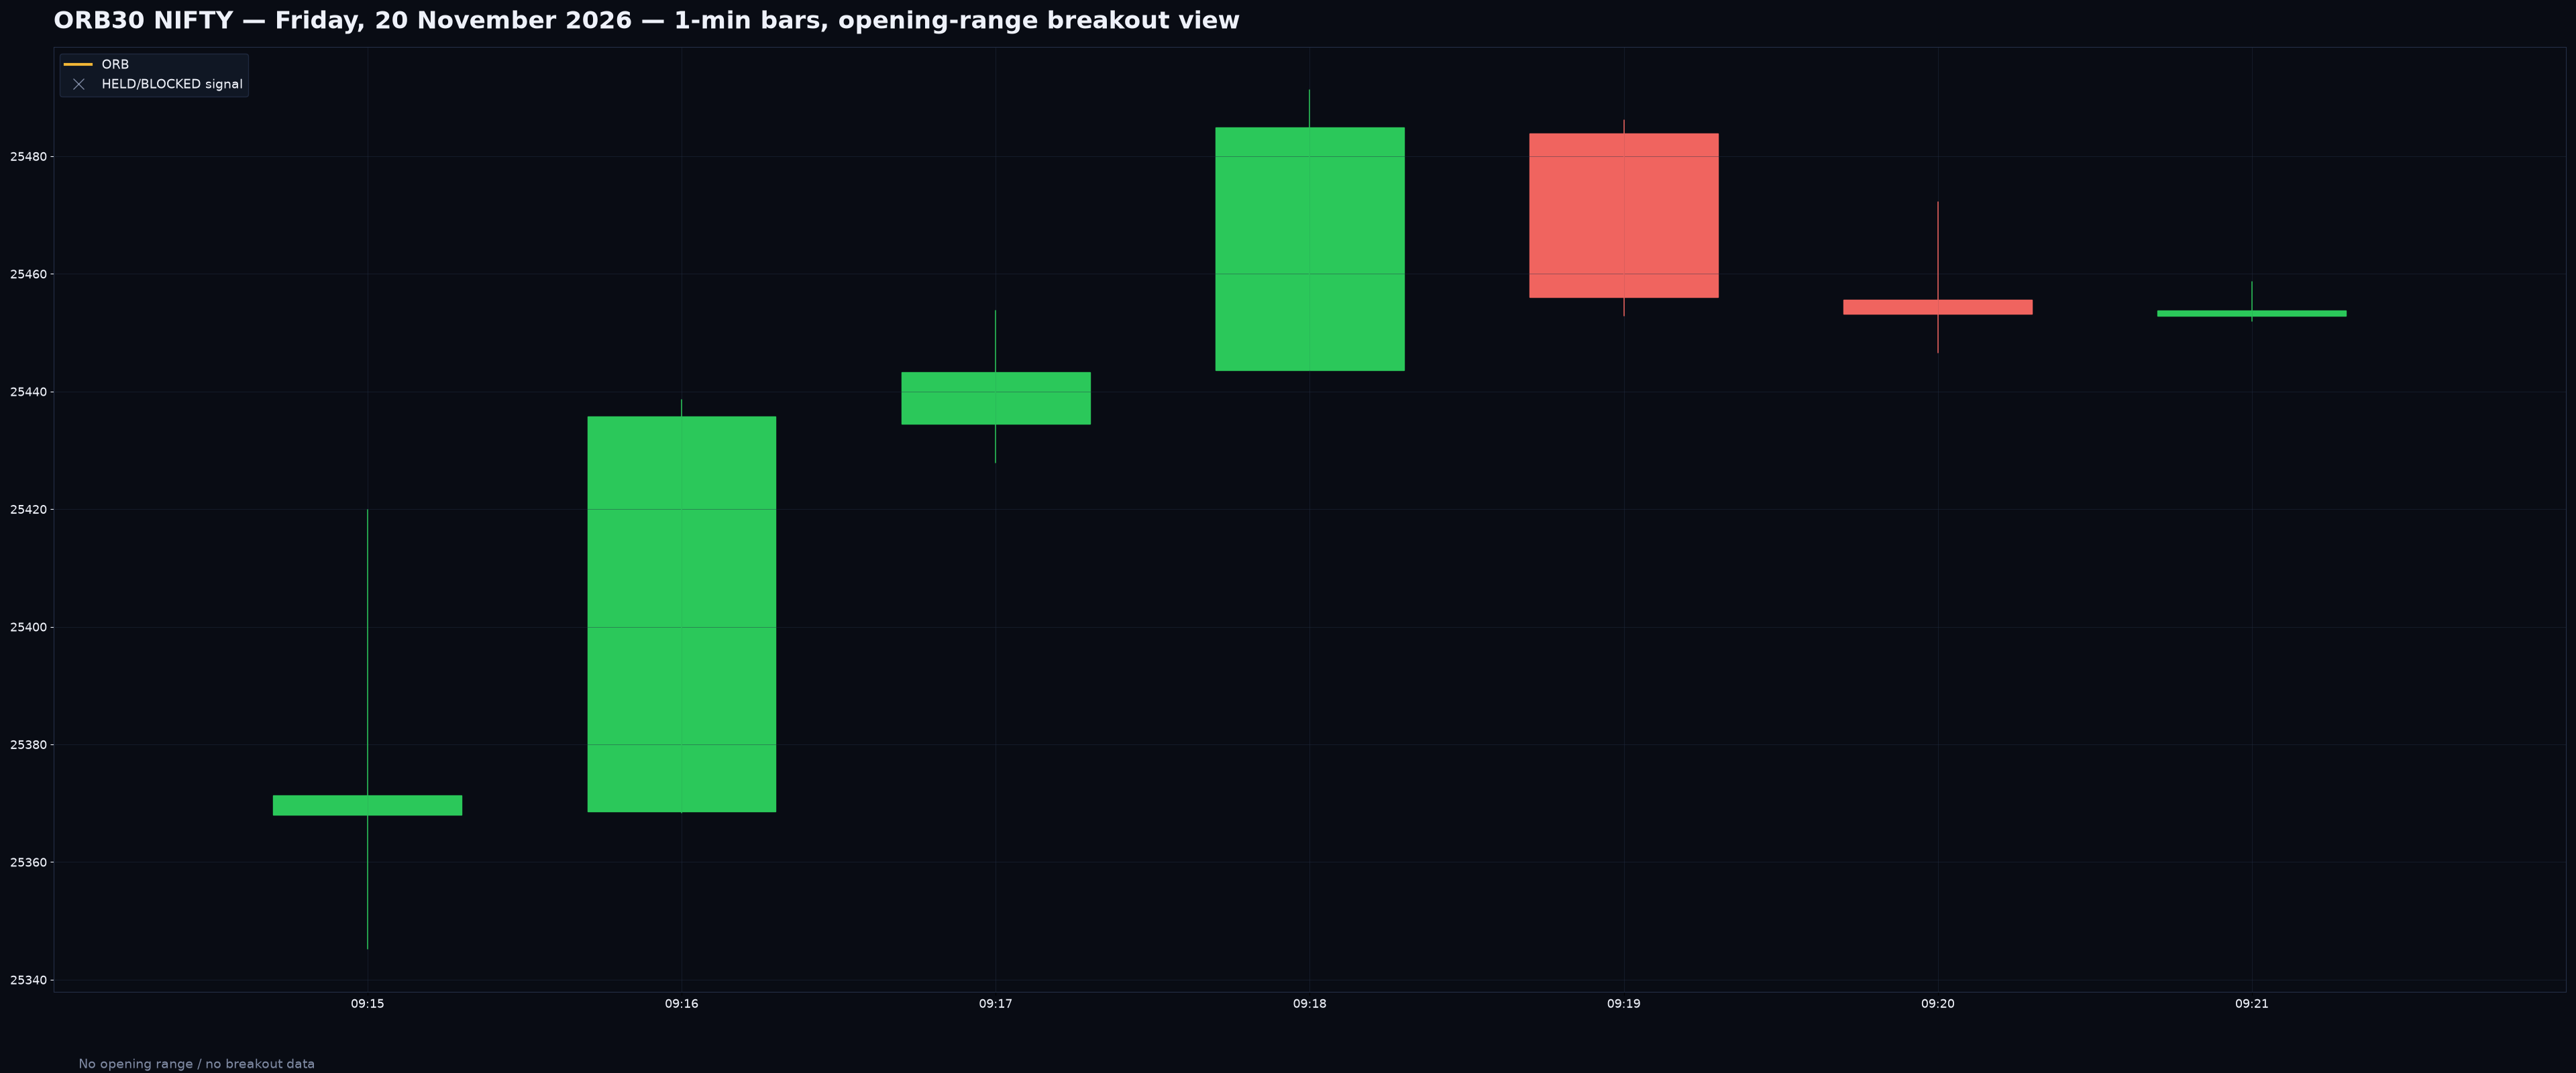 ORB30 NIFTY — Friday, 20 November 2026 — 1-min bars, opening-range breakout view
ORB
HELD/BLOCKED signal
25480
25460
25440
25420
25400
25380
25360
25340
09:15 09:16 09:17 09:18 09:19 09:20 09:21
No opening range / no breakout data